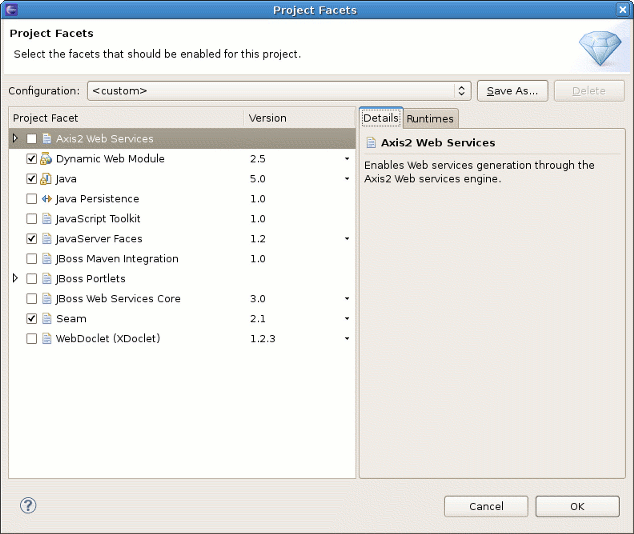 Project Facets
Project Facets
Select the facets that should be enabled for this project.
Configuration: <custom> Save As... Delete
Project Facet Version
Axis2 Web Services
Dynamic Web Module 2.5
Java 5.0
Java Persistence 1.0
JavaScript Toolkit 1.0
JavaServer Faces 1.2
JBoss Maven Integration 1.0
JBoss Portlets
JBoss Web Services Core 3.0
Seam 2.1
WebDoclet (XDoclet) 1.2.3
Details Runtimes
Axis2 Web Services
Enables Web services generation through the
Axis2 Web services engine.
? Cancel OK